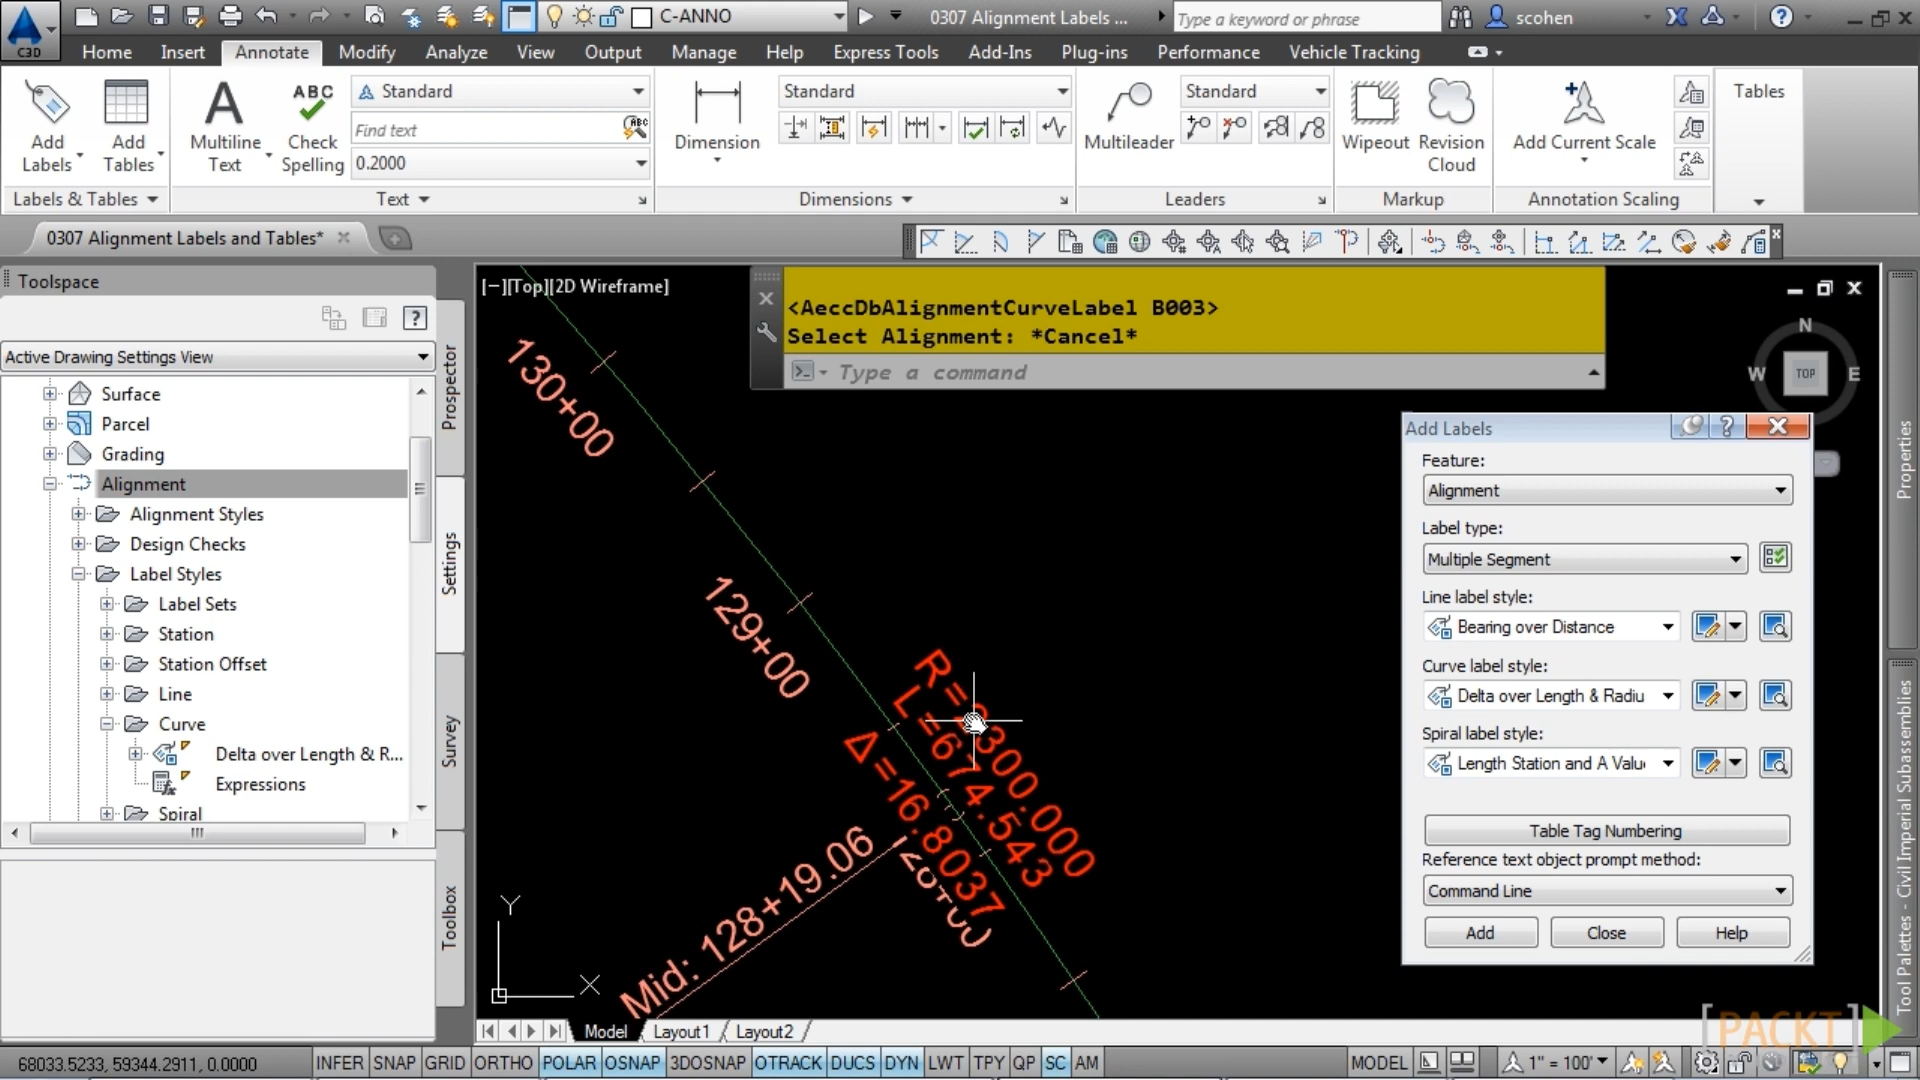 C3D
C-ANNO
0307 Alignment Labels ...
Type a keyword or phrase
scohen
Home
Insert
Annotate
Modify
Analyze
View
Output
Manage
Help
Express Tools
Add-Ins
Plug-ins
Performance
Vehicle Tracking
Add Labels
Add Tables
Multiline Text
ABC
Check Spelling
Standard
Find text
0.2000
Dimension
Standard
Multileader
Standard
Wipeout
Revision Cloud
Add Current Scale
Tables
Labels & Tables
Text
Dimensions
Leaders
Markup
Annotation Scaling
0307 Alignment Labels and Tables*
Toolspace
Active Drawing Settings View
Surface
Parcel
Grading
Alignment
Alignment Styles
Design Checks
Label Styles
Label Sets
Station
Station Offset
Line
Curve
Delta over Length & R...
Expressions
Spiral
Prospector
Settings
Survey
Toolbox
[−][Top][2D Wireframe]
<AeccDbAlignmentCurveLabel B003>
Select Alignment: *Cancel*
Type a command
N
W
TOP
E
130+00
129+00
L=674.543
Δ=16.8037
Mid: 128+19.06
Y
X
Add Labels
Feature:
Alignment
Label type:
Multiple Segment
Line label style:
Bearing over Distance
Curve label style:
Delta over Length & Radiu
Spiral label style:
Length Station and A Valu
Table Tag Numbering
Reference text object prompt method:
Command Line
Add
Close
Help
Properties
Tool Palettes - Civil Imperial Subassemblies
Model
Layout1
Layout2
[PACKT]
68033.5233, 59344.2911, 0.0000
INFER
SNAP
GRID
ORTHO
POLAR
OSNAP
3DOSNAP
OTRACK
DUCS
DYN
LWT
TPY
QP
SC
AM
MODEL
1" = 100'